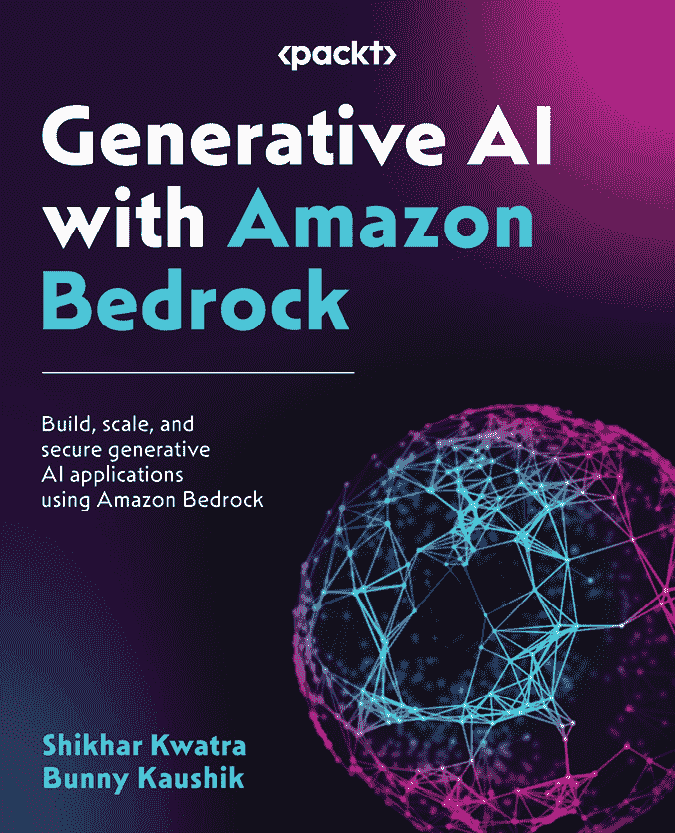 <packt>
Generative AI
with Amazon
Bedrock
Build, scale, and
secure generative
AI applications
using Amazon Bedrock
Shikhar Kwatra
Bunny Kaushik